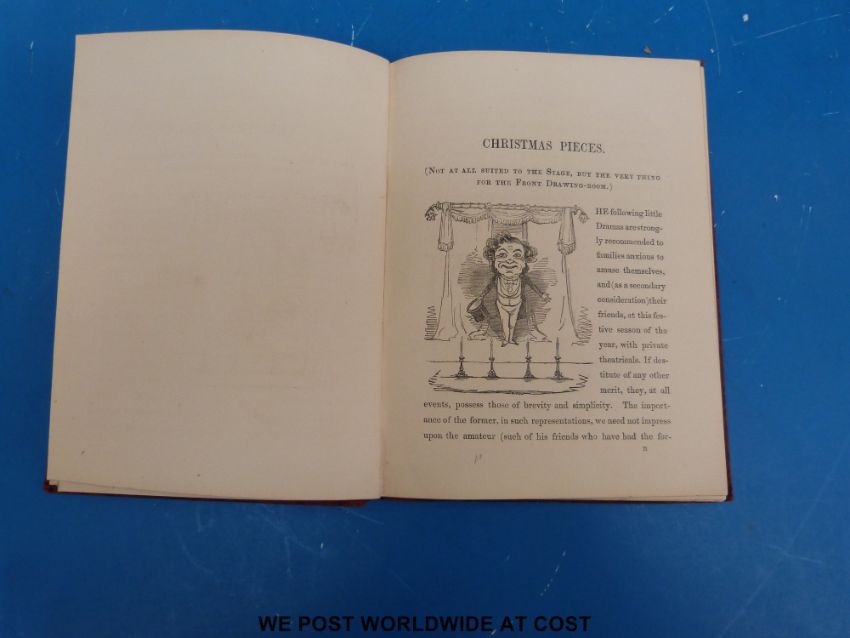 CHRISTMAS PIECES.
(Not at all suited to the Stage, but the very thing
for the Front Drawing-room.)
HE following little
Dramas are strong-
ly recommended to
families anxious to
amuse themselves,
and (as a secondary
consideration) their
friends, at this fes-
tive season of the
year, with private
theatricals. If des-
titute of any other
merit, they, at all
events, possess those of brevity and simplicity. The import-
ance of the former, in such representations, we need not impress
upon the amateur (such of his friends who have had the for-
B
WE POST WORLDWIDE AT COST